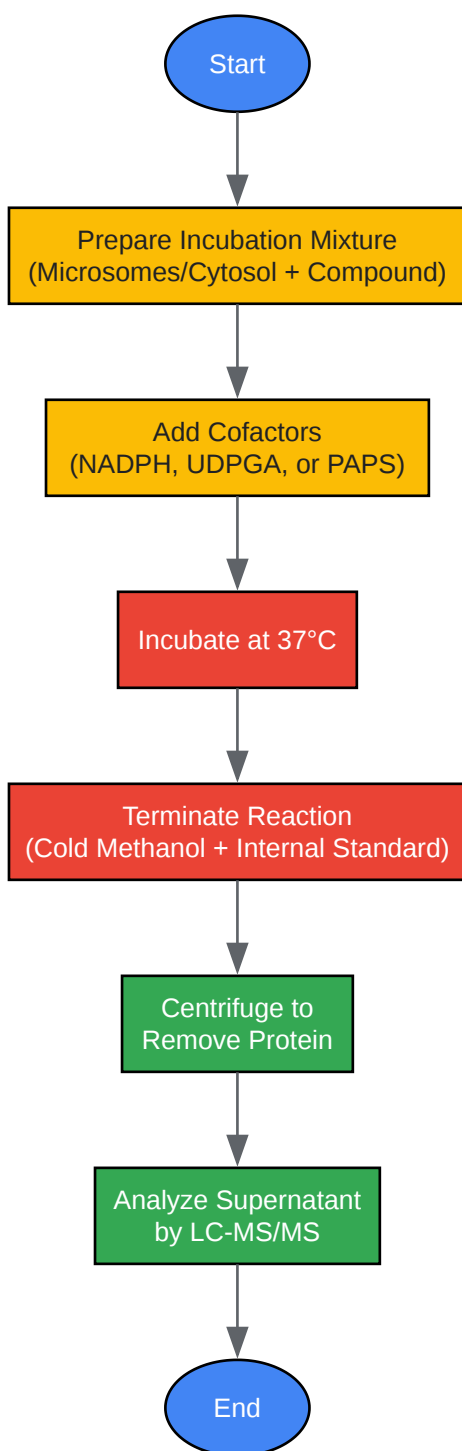 Start
Prepare Incubation Mixture
(Microsomes/Cytosol + Compound)
Add Cofactors
(NADPH, UDPGA, or PAPS)
Incubate at 37°C
Terminate Reaction
(Cold Methanol + Internal Standard)
Centrifuge to
Remove Protein
Analyze Supernatant
by LC-MS/MS
End